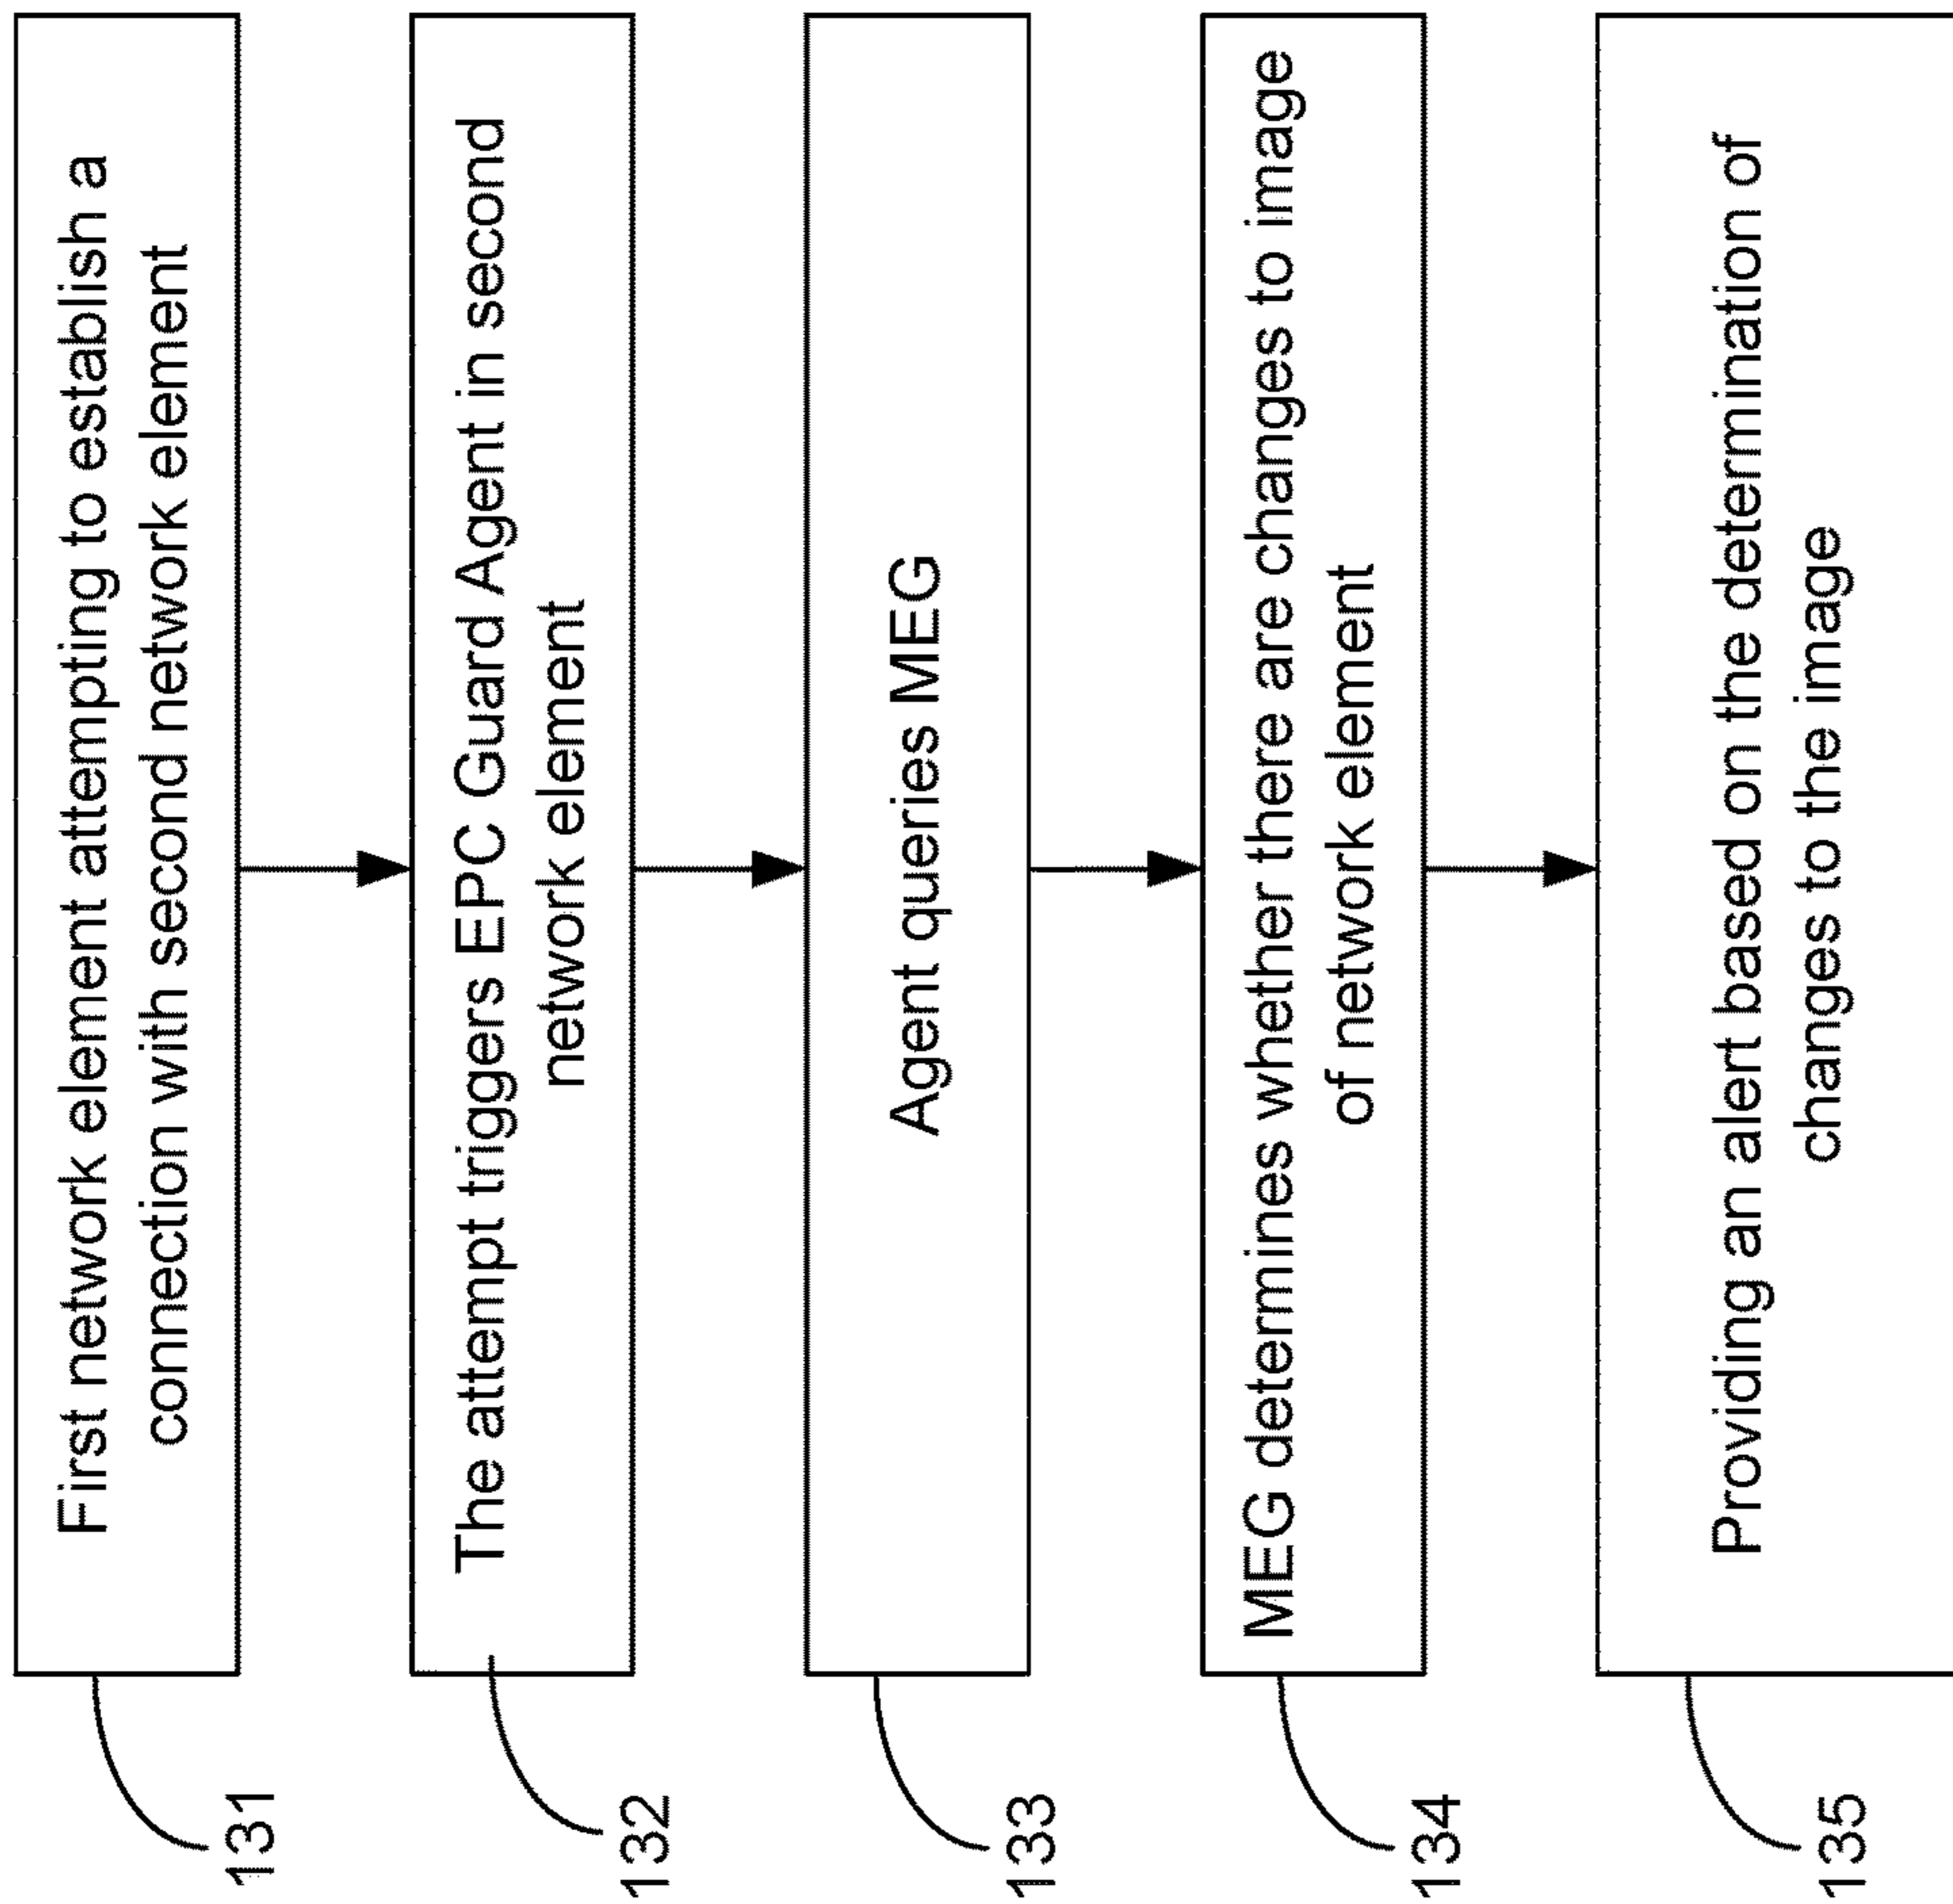 First network element attempting to establish a
connection with second network element
131
The attempt triggers EPC Guard Agent in second
network element
132
Agent queries MEG
133
MEG determines whether there are changes to image
of network element
134
Providing an alert based on the determination of
changes to the image
135